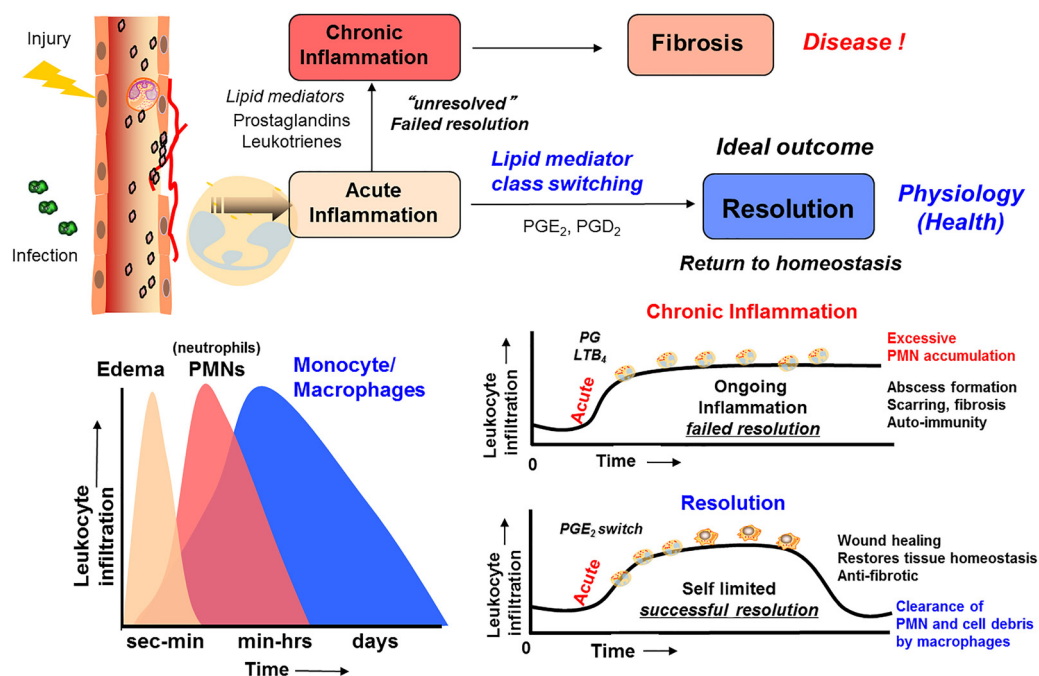 Injury
Infection
Chronic
Inflammation
Fibrosis
Disease !
Lipid mediators
Prostaglandins
Leukotrienes
“unresolved”
Failed resolution
Acute
Inflammation
Lipid mediator
class switching
PGE₂, PGD₂
Ideal outcome
Resolution
Return to homeostasis
Physiology
(Health)
Edema
(neutrophils)
PMNs
Monocyte/
Macrophages
Leukocyte
infiltration
sec-min
min-hrs
days
Time
Chronic Inflammation
PG
LTB₄
Acute
Ongoing
Inflammation
failed resolution
Excessive
PMN accumulation
Abscess formation
Scarring, fibrosis
Auto-immunity
Leukocyte
infiltration
0
Time
Resolution
PGE₂ switch
Acute
Self limited
successful resolution
Wound healing
Restores tissue homeostasis
Anti-fibrotic
Clearance of
PMN and cell debris
by macrophages
Leukocyte
infiltration
0
Time